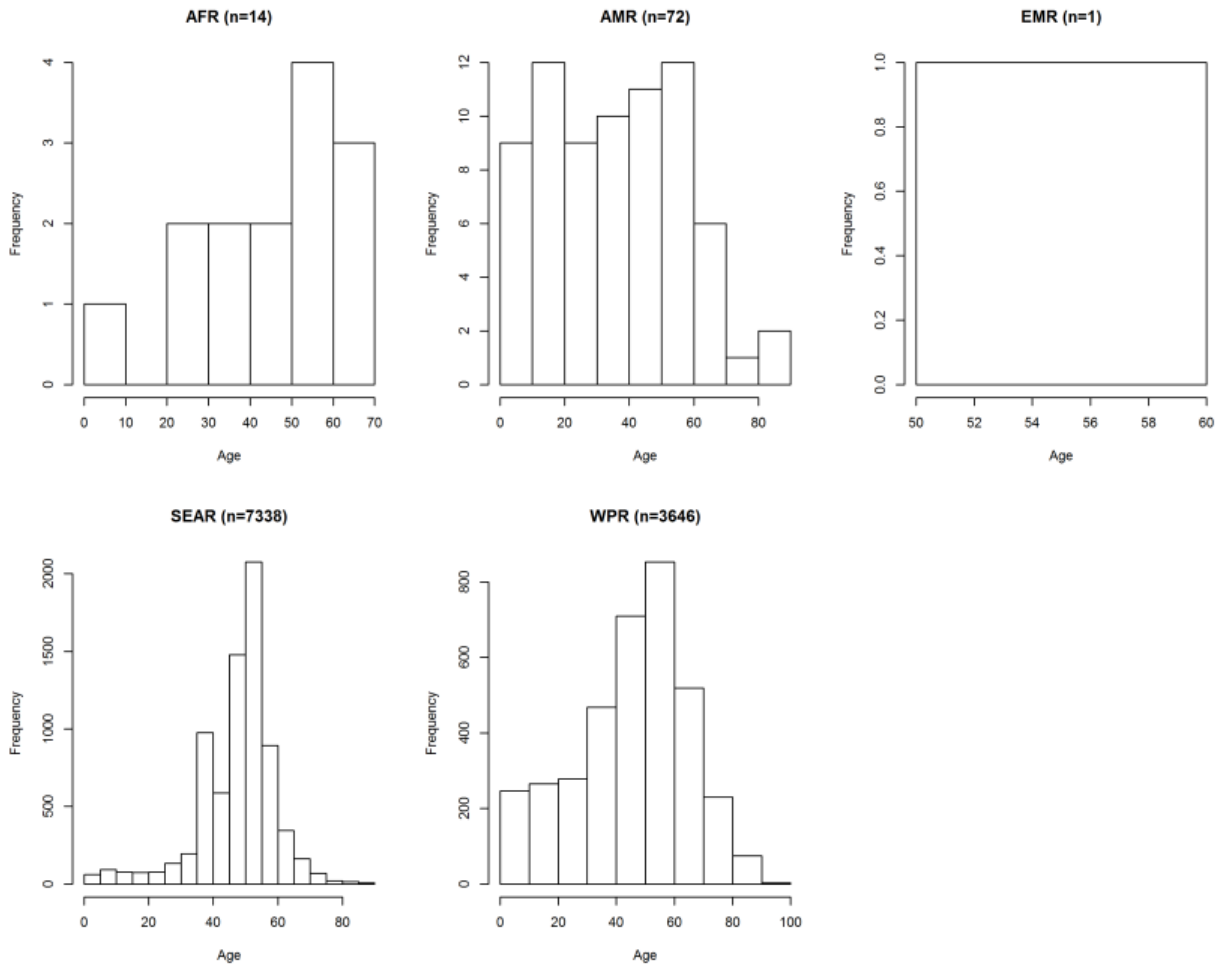 AFR (n=14)
Frequency
0 1 2 3 4
0 10 20 30 40 50 60 70
Age
AMR (n=72)
Frequency
0 2 4 6 8 10 12
0 20 40 60 80
Age
EMR (n=1)
Frequency
0.0 0.2 0.4 0.6 0.8 1.0
50 52 54 56 58 60
Age
SEAR (n=7338)
Frequency
0 500 1000 1500 2000
0 20 40 60 80
Age
WPR (n=3646)
Frequency
0 200 400 600 800
0 20 40 60 80 100
Age